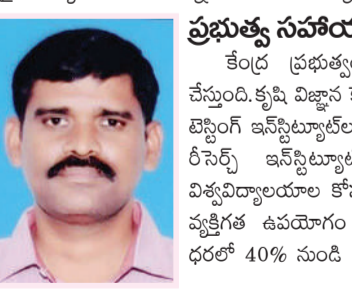 ప్రభుత్వ సహాయ
కేంద్ర ప్రభుత్వ
చేస్తుంది.కృషి విజ్ఞాన
టెస్టింగ్ ఇన్‌స్టిట్యూట్‌ల
రీసెర్చ్ ఇన్‌స్టిట్యూట్
విశ్వవిద్యాలయాల కో
వ్యక్తిగత ఉపయోగం
ధరలో 40% నుండి